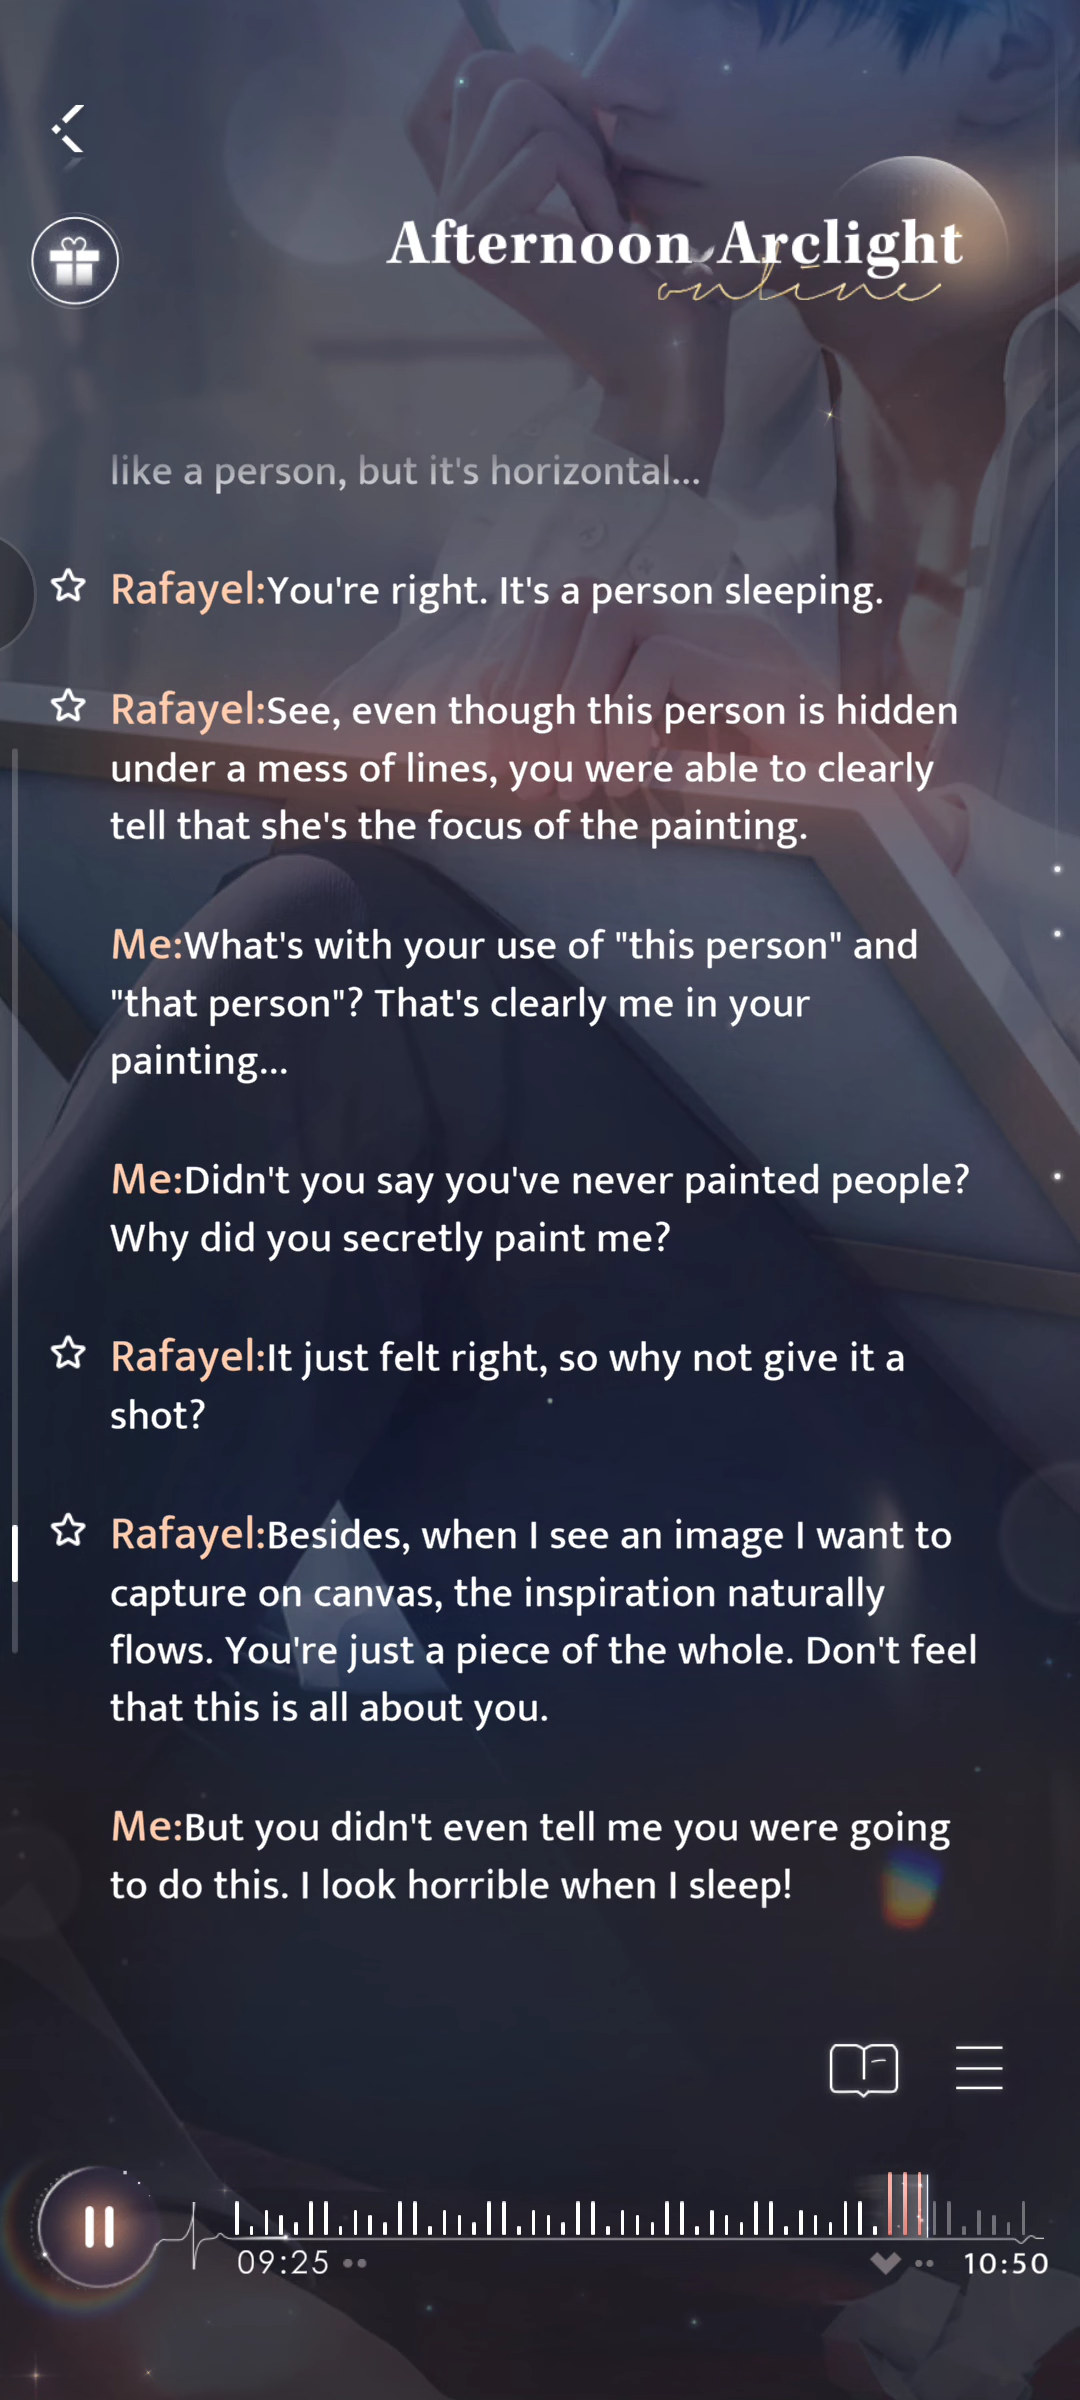 Afternoon Arclight
online
like a person, but it's horizontal...
Rafayel:You're right. It's a person sleeping.
Rafayel:See, even though this person is hidden
under a mess of lines, you were able to clearly
tell that she's the focus of the painting.
Me:What's with your use of "this person" and
"that person"? That's clearly me in your
painting...
Me:Didn't you say you've never painted people?
Why did you secretly paint me?
Rafayel:It just felt right, so why not give it a
shot?
Rafayel:Besides, when I see an image I want to
capture on canvas, the inspiration naturally
flows. You're just a piece of the whole. Don't feel
that this is all about you.
Me:But you didn't even tell me you were going
to do this. I look horrible when I sleep!
09:25
10:50